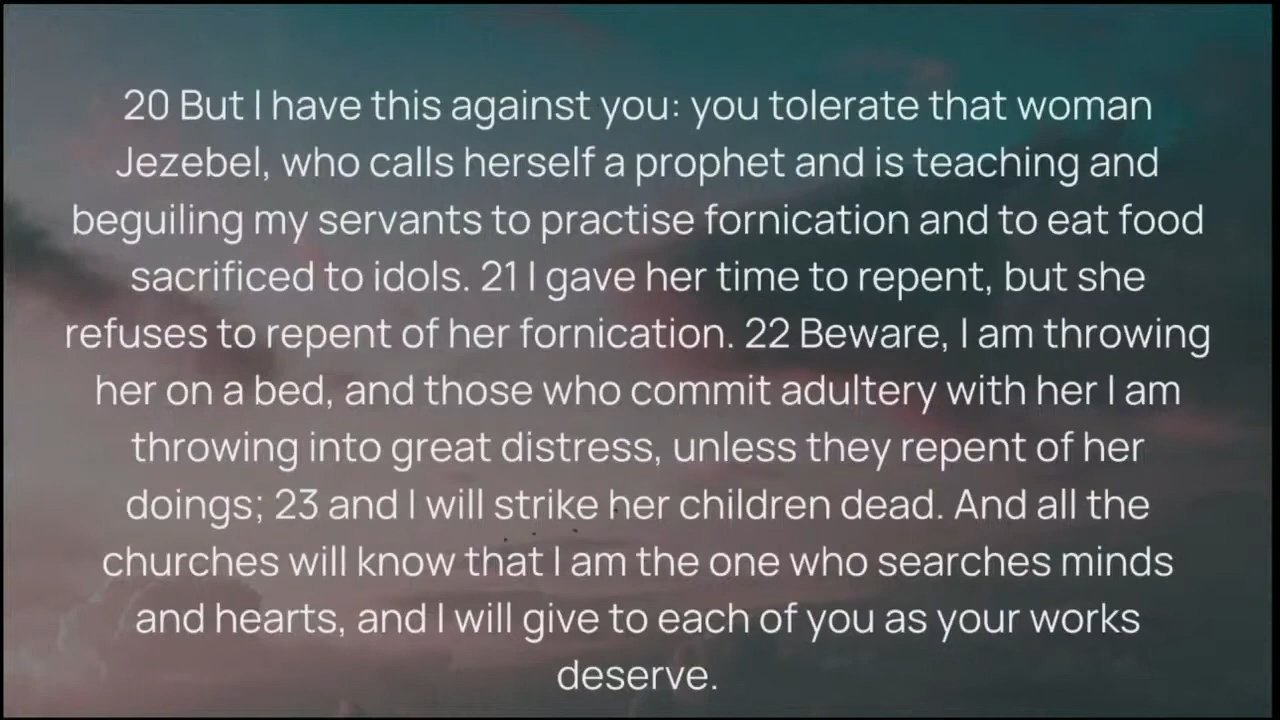 20 But I have this against you: you tolerate that woman
Jezebel, who calls herself a prophet and is teaching and
beguiling my servants to practise fornication and to eat food
sacrificed to idols. 21 I gave her time to repent, but she
refuses to repent of her fornication. 22 Beware, I am throwing
her on a bed, and those who commit adultery with her I am
throwing into great distress, unless they repent of her
doings; 23 and I will strike her children dead. And all the
churches will know that I am the one who searches minds
and hearts, and I will give to each of you as your works
deserve.